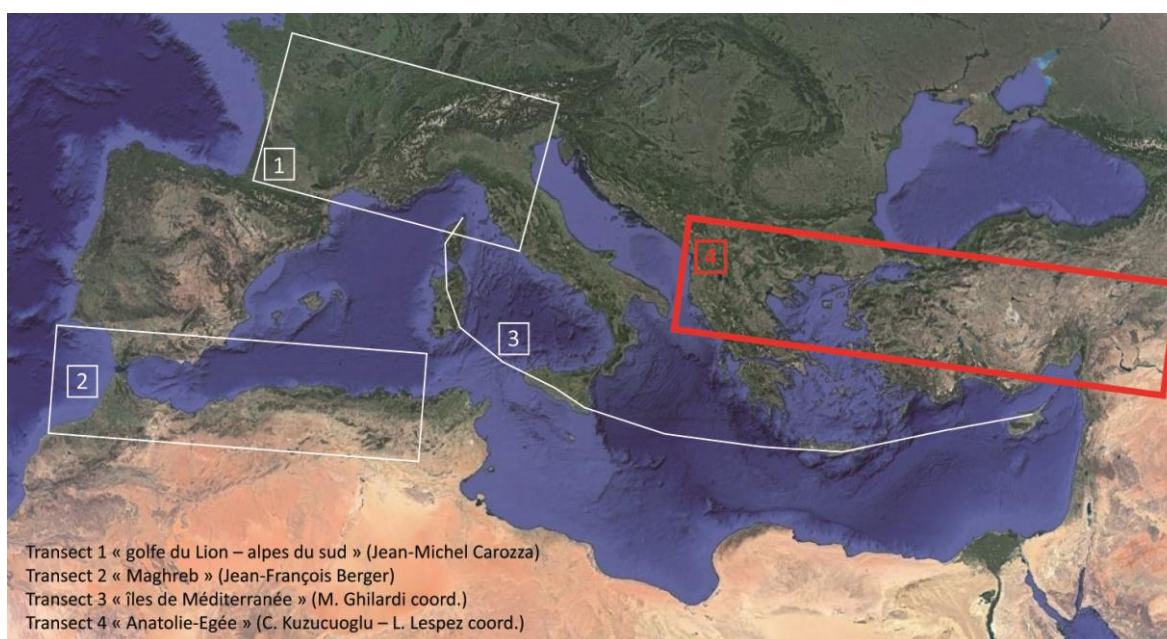 1
4
3
2
Transect 1 « golfe du Lion – alpes du sud » (Jean-Michel Carozza)
Transect 2 « Maghreb » (Jean-François Berger)
Transect 3 « îles de Méditerranée » (M. Ghilardi coord.)
Transect 4 « Anatolie-Egée » (C. Kuzucuoglu – L. Lespez coord.)